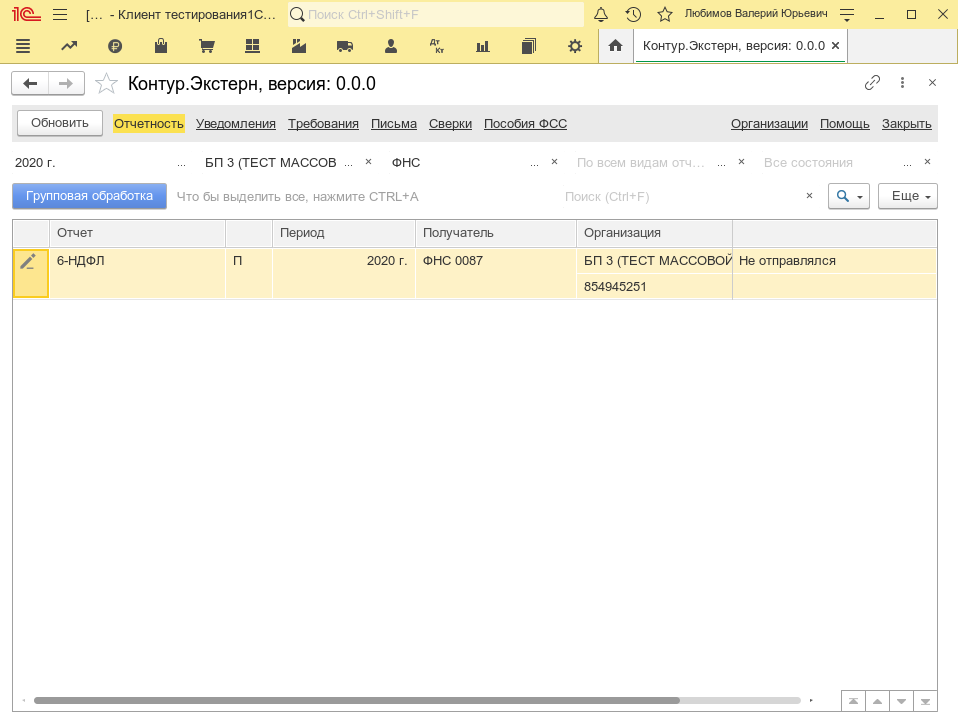 1С [... - Клиент тестирования1С... Поиск Ctrl+Shift+F Любимов Валерий Юрьевич
Дт Кт Контур.Экстерн, версия: 0.0.0 ×
Контур.Экстерн, версия: 0.0.0
Обновить Отчетность Уведомления Требования Письма Сверки Пособия ФСС Организации Помощь Закрыть
2020 г. ... БП 3 (ТЕСТ МАССОВ ... × ФНС ... × По всем видам отч... ... × Все состояния ... ×
Групповая обработка Что бы выделить все, нажмите CTRL+A Поиск (Ctrl+F) × Еще
Отчет Период Получатель Организация
6-НДФЛ П 2020 г. ФНС 0087 БП 3 (ТЕСТ МАССОВОЙ Не отправлялся
854945251